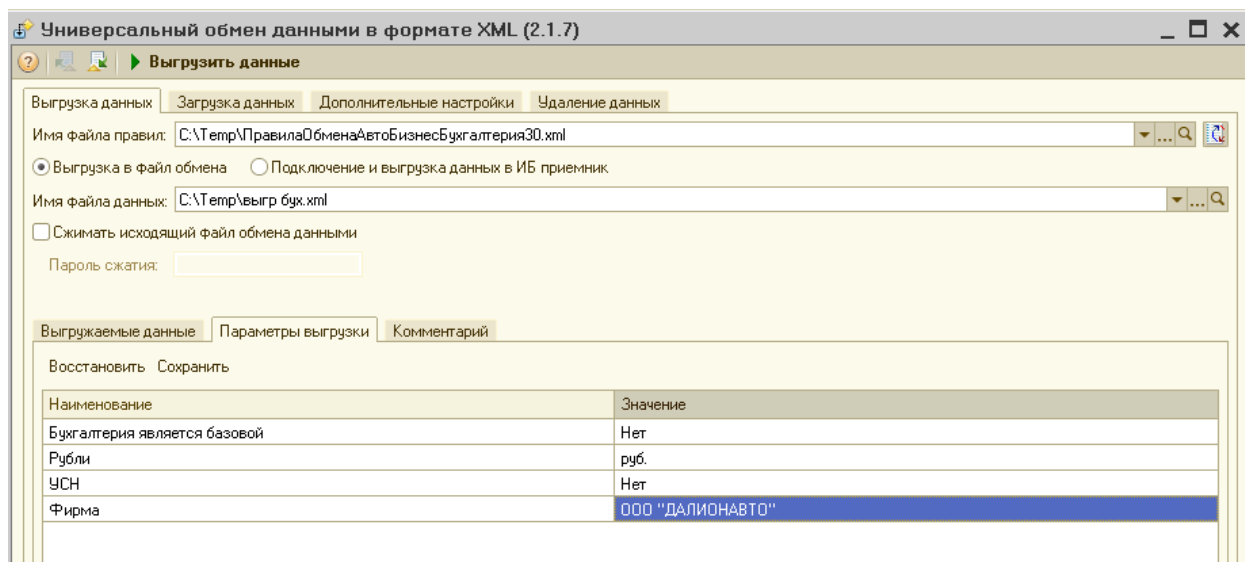 Универсальный обмен данными в формате XML (2.1.7)
Выгрузить данные
Выгрузка данных Загрузка данных Дополнительные настройки Удаление данных
Имя файла правил: C:\Temp\ПравилаОбменаАвтоБизнесБухгалтерия30.xml
Выгрузка в файл обмена Подключение и выгрузка данных в ИБ приемник
Имя файла данных: C:\Temp\выгр бух.xml
Сжимать исходящий файл обмена данными
Пароль сжатия:
Выгружаемые данные Параметры выгрузки Комментарий
Восстановить Сохранить
Наименование Значение
Бухгалтерия является базовой Нет
Рубли руб.
УСН Нет
Фирма ООО "ДАЛИОНАВТО"